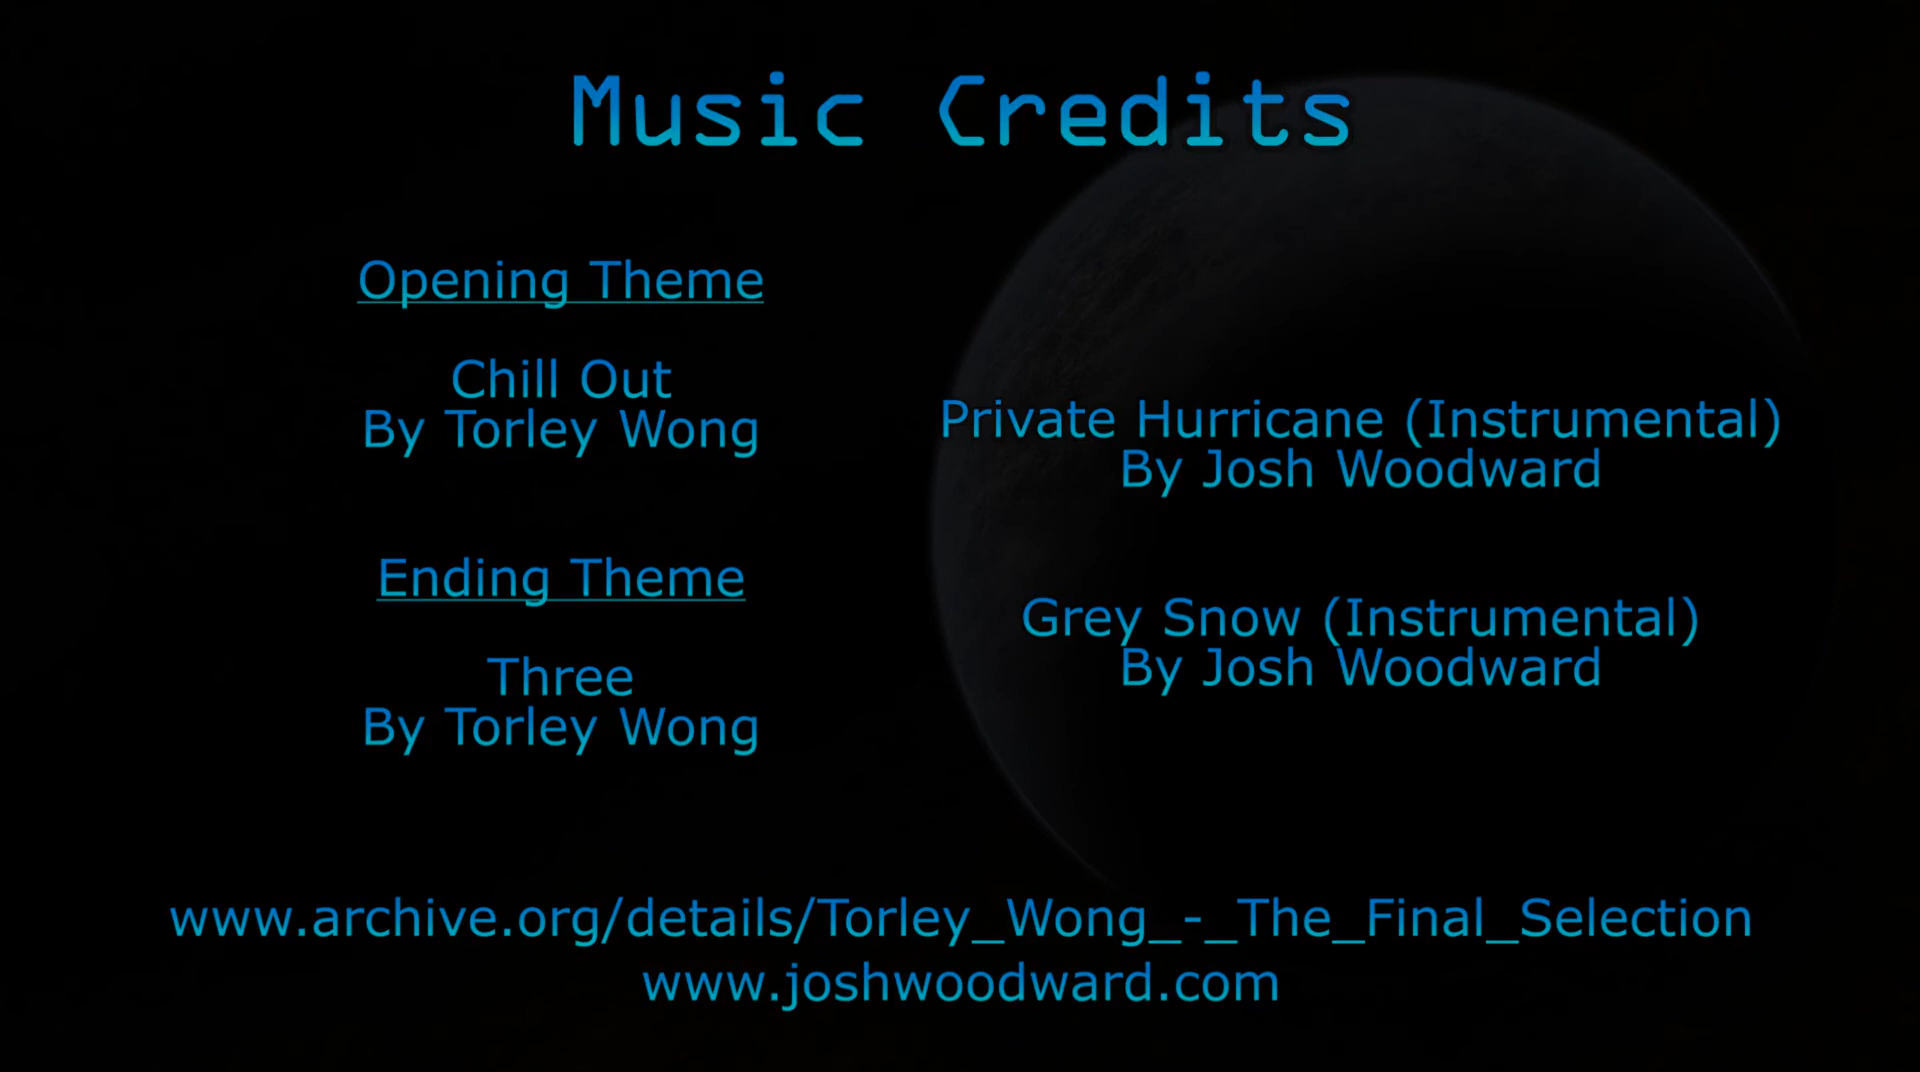 Music Credits
Opening Theme
Chill Out
By Torley Wong
Ending Theme
Three
By Torley Wong
Private Hurricane (Instrumental)
By Josh Woodward
Grey Snow (Instrumental)
By Josh Woodward
www.archive.org/details/Torley_Wong_-_The_Final_Selection
www.joshwoodward.com